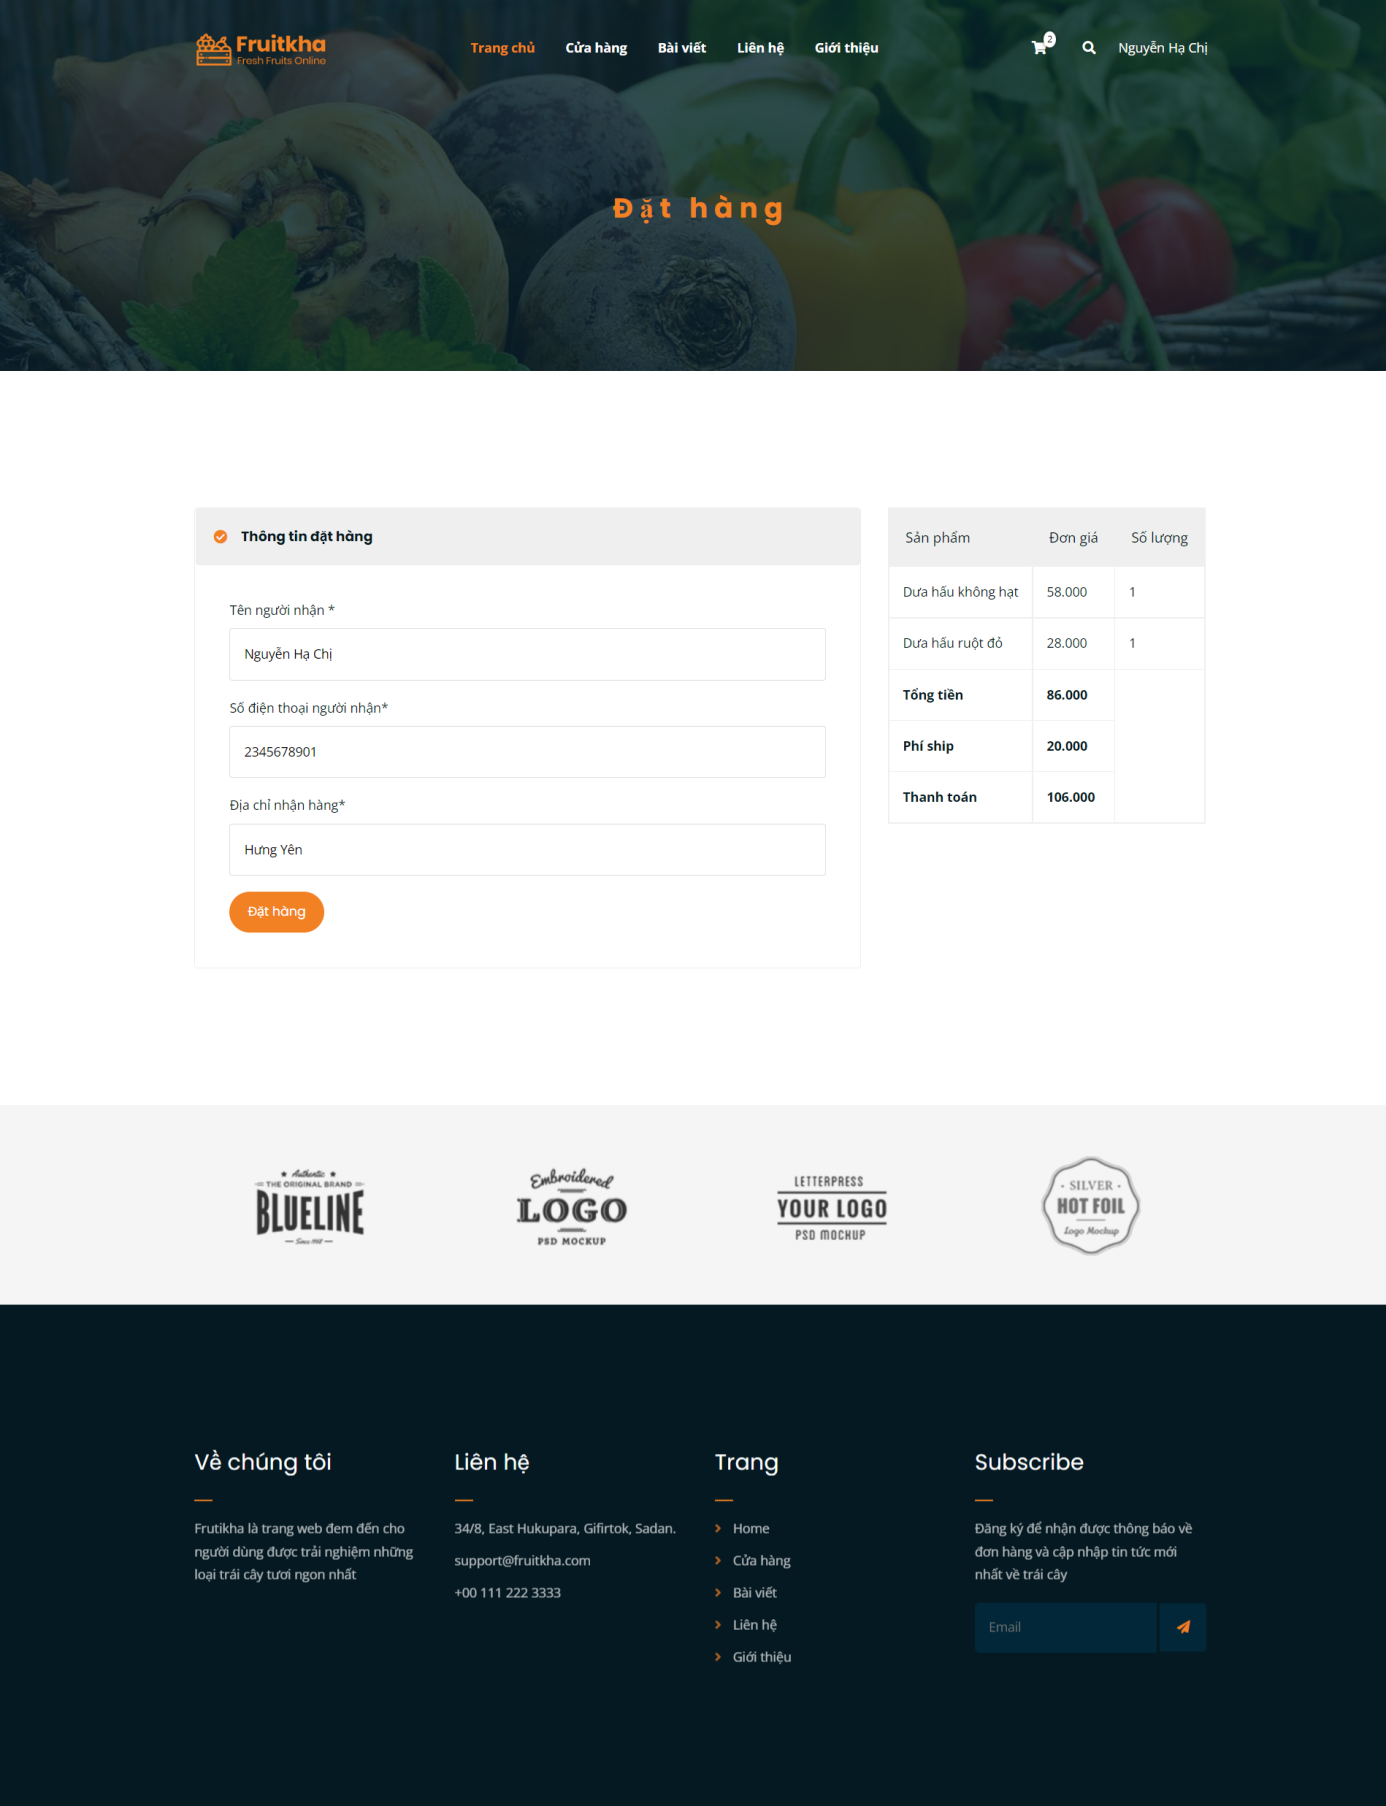 Fruitkha
Fresh Fruits Online
Trang chủ
Cửa hàng
Bài viết
Liên hệ
Giới thiệu
2
Nguyễn Hạ Chị
Đặt hàng
Thông tin đặt hàng
Tên người nhận *
Nguyễn Hạ Chị
Số điện thoại người nhận*
2345678901
Địa chỉ nhận hàng*
Hưng Yên
Đặt hàng
Sản phẩm Đơn giá Số lượng
Dưa hấu không hạt 58.000 1
Dưa hấu ruột đỏ 28.000 1
Tổng tiền 86.000
Phí ship 20.000
Thanh toán 106.000
Authentic
THE ORIGINAL BRAND
BLUELINE
Since 1968
Embroidered
LOGO
PSD MOCKUP
LETTERPRESS
YOUR LOGO
PSD MOCKUP
SILVER
HOT FOIL
Logo Mockup
Về chúng tôi
Frutikha là trang web đem đến cho
người dùng được trải nghiệm những
loại trái cây tươi ngon nhất
Liên hệ
34/8, East Hukupara, Gifirtok, Sadan.
support@fruitkha.com
+00 111 222 3333
Trang
Home
Cửa hàng
Bài viết
Liên hệ
Giới thiệu
Subscribe
Đăng ký để nhận được thông báo về
đơn hàng và cập nhập tin tức mới
nhất về trái cây
Email